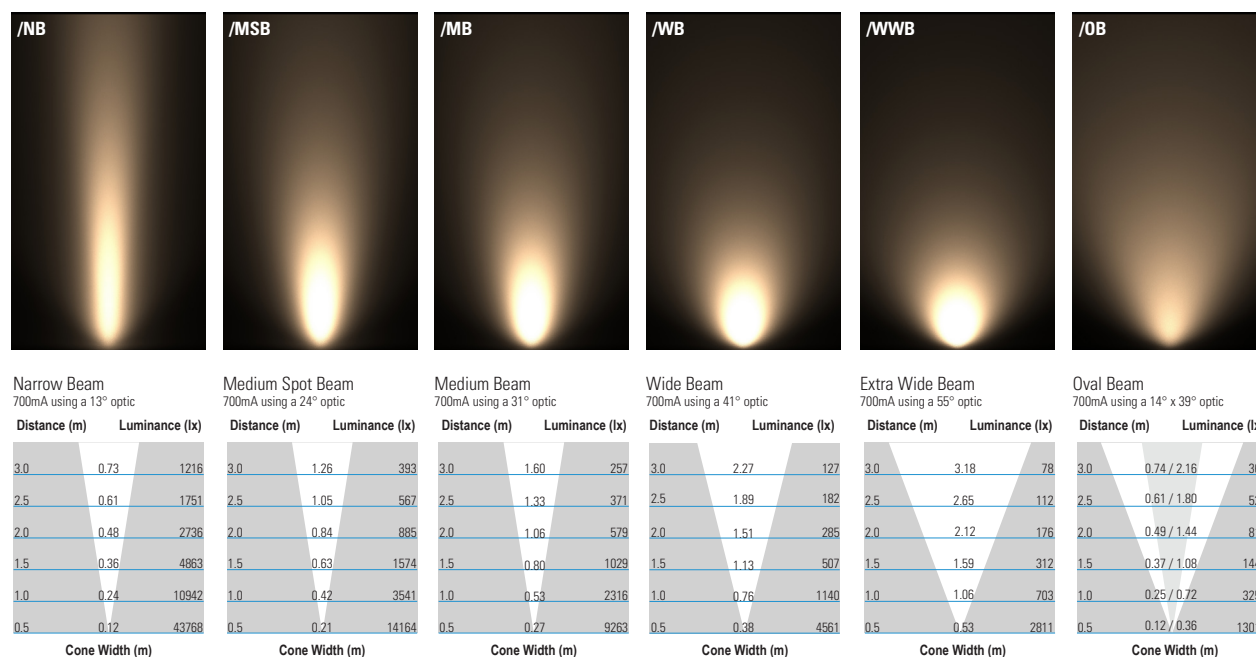 /NB
/MSB
/MB
/WB
/WWB
/OB
Narrow Beam
700mA using a 13° optic
Distance (m) Luminance (lx)
3.0 0.73 1216
2.5 0.61 1751
2.0 0.48 2736
1.5 0.36 4863
1.0 0.24 10942
0.5 0.12 43768
Cone Width (m)
Medium Spot Beam
700mA using a 24° optic
Distance (m) Luminance (lx)
3.0 1.26 393
2.5 1.05 567
2.0 0.84 885
1.5 0.63 1574
1.0 0.42 3541
0.5 0.21 14164
Cone Width (m)
Medium Beam
700mA using a 31° optic
Distance (m) Luminance (lx)
3.0 1.60 257
2.5 1.33 371
2.0 1.06 579
1.5 0.80 1029
1.0 0.53 2316
0.5 0.27 9263
Cone Width (m)
Wide Beam
700mA using a 41° optic
Distance (m) Luminance (lx)
3.0 2.27 127
2.5 1.89 182
2.0 1.51 285
1.5 1.13 507
1.0 0.76 1140
0.5 0.38 4561
Cone Width (m)
Extra Wide Beam
700mA using a 55° optic
Distance (m) Luminance (lx)
3.0 3.18 78
2.5 2.65 112
2.0 2.12 176
1.5 1.59 312
1.0 1.06 703
0.5 0.53 2811
Cone Width (m)
Oval Beam
700mA using a 14° x 39° optic
Distance (m) Luminance
3.0 0.74 / 2.16
2.5 0.61 / 1.80
2.0 0.49 / 1.44
1.5 0.37 / 1.08
1.0 0.25 / 0.72
0.5 0.12 / 0.36
Cone Width (m)